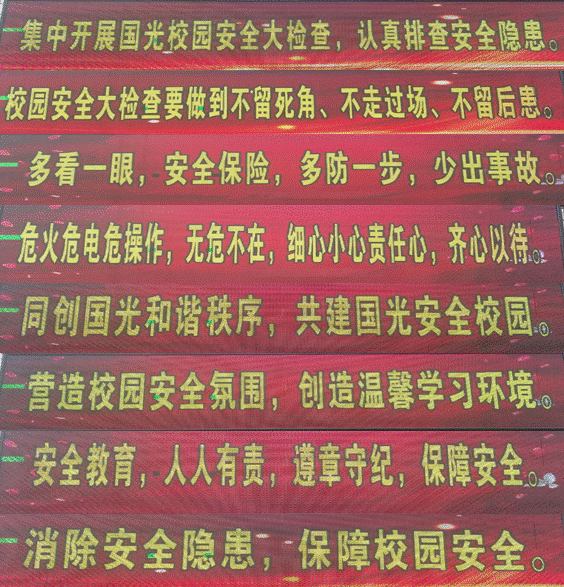 集中开展国光校园安全大检查，认真排查安全隐患。
校园安全大检查要做到不留死角、不走过场、不留后患。
多看一眼，安全保险，多防一步，少出事故。
危火危电危操作，无危不在，细心小心责任心，齐心以待。
同创国光和谐秩序，共建国光安全校园。
营造校园安全氛围，创造温馨学习环境。
安全教育，人人有责，遵章守纪，保障安全。
消除安全隐患，保障校园安全。